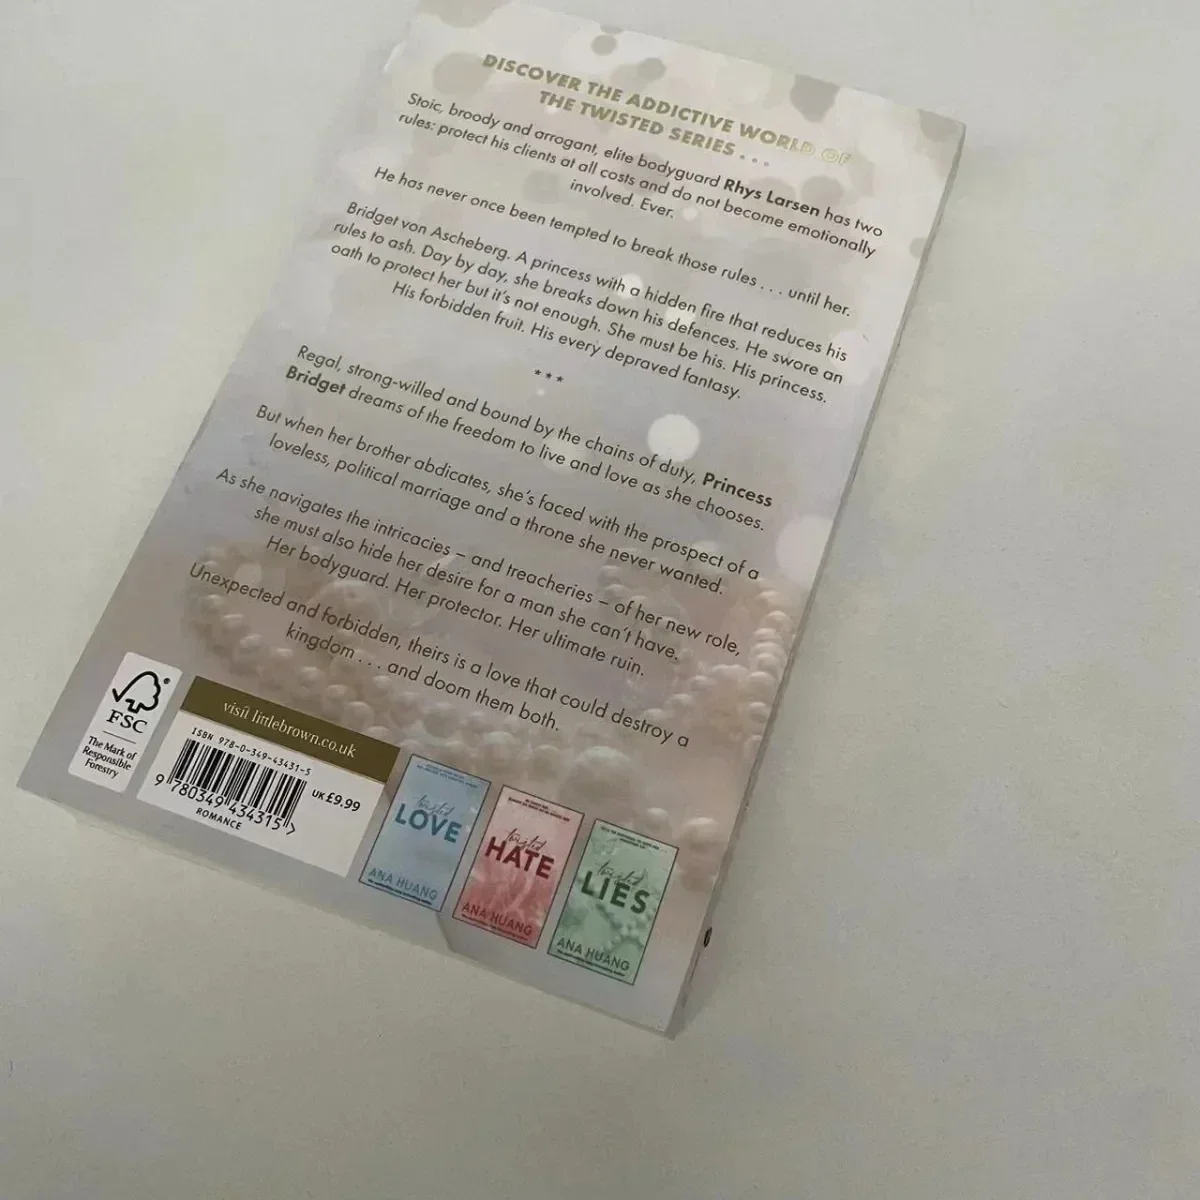 DISCOVER THE ADDICTIVE WORLD OF
THE TWISTED SERIES . . .
Stoic, broody and arrogant, elite bodyguard Rhys Larsen has two
rules: protect his clients at all costs and do not become emotionally
involved. Ever.
He has never once been tempted to break those rules . . . until her.
Bridget von Ascheberg. A princess with a hidden fire that reduces his
rules to ash. Day by day, she breaks down his defences. He swore an
oath to protect her but it's not enough. She must be his. His princess.
His forbidden fruit. His every depraved fantasy.
***
Regal, strong-willed and bound by the chains of duty, Princess
Bridget dreams of the freedom to live and love as she chooses.
But when her brother abdicates, she's faced with the prospect of a
loveless, political marriage and a throne she never wanted.
As she navigates the intricacies – and treacheries – of her new role,
she must also hide her desire for a man she can't have.
Her bodyguard. Her protector. Her ultimate ruin.
Unexpected and forbidden, theirs is a love that could destroy a
kingdom . . . and doom them both.
FSC
The Mark of
Responsible
Forestry
visit littlebrown.co.uk
ISBN 978-0-349-43431-5
9 780349 434315 >
UK £9.99
ROMANCE
twisted
LOVE
ANA HUANG
twisted
HATE
ANA HUANG
twisted
LIES
ANA HUANG